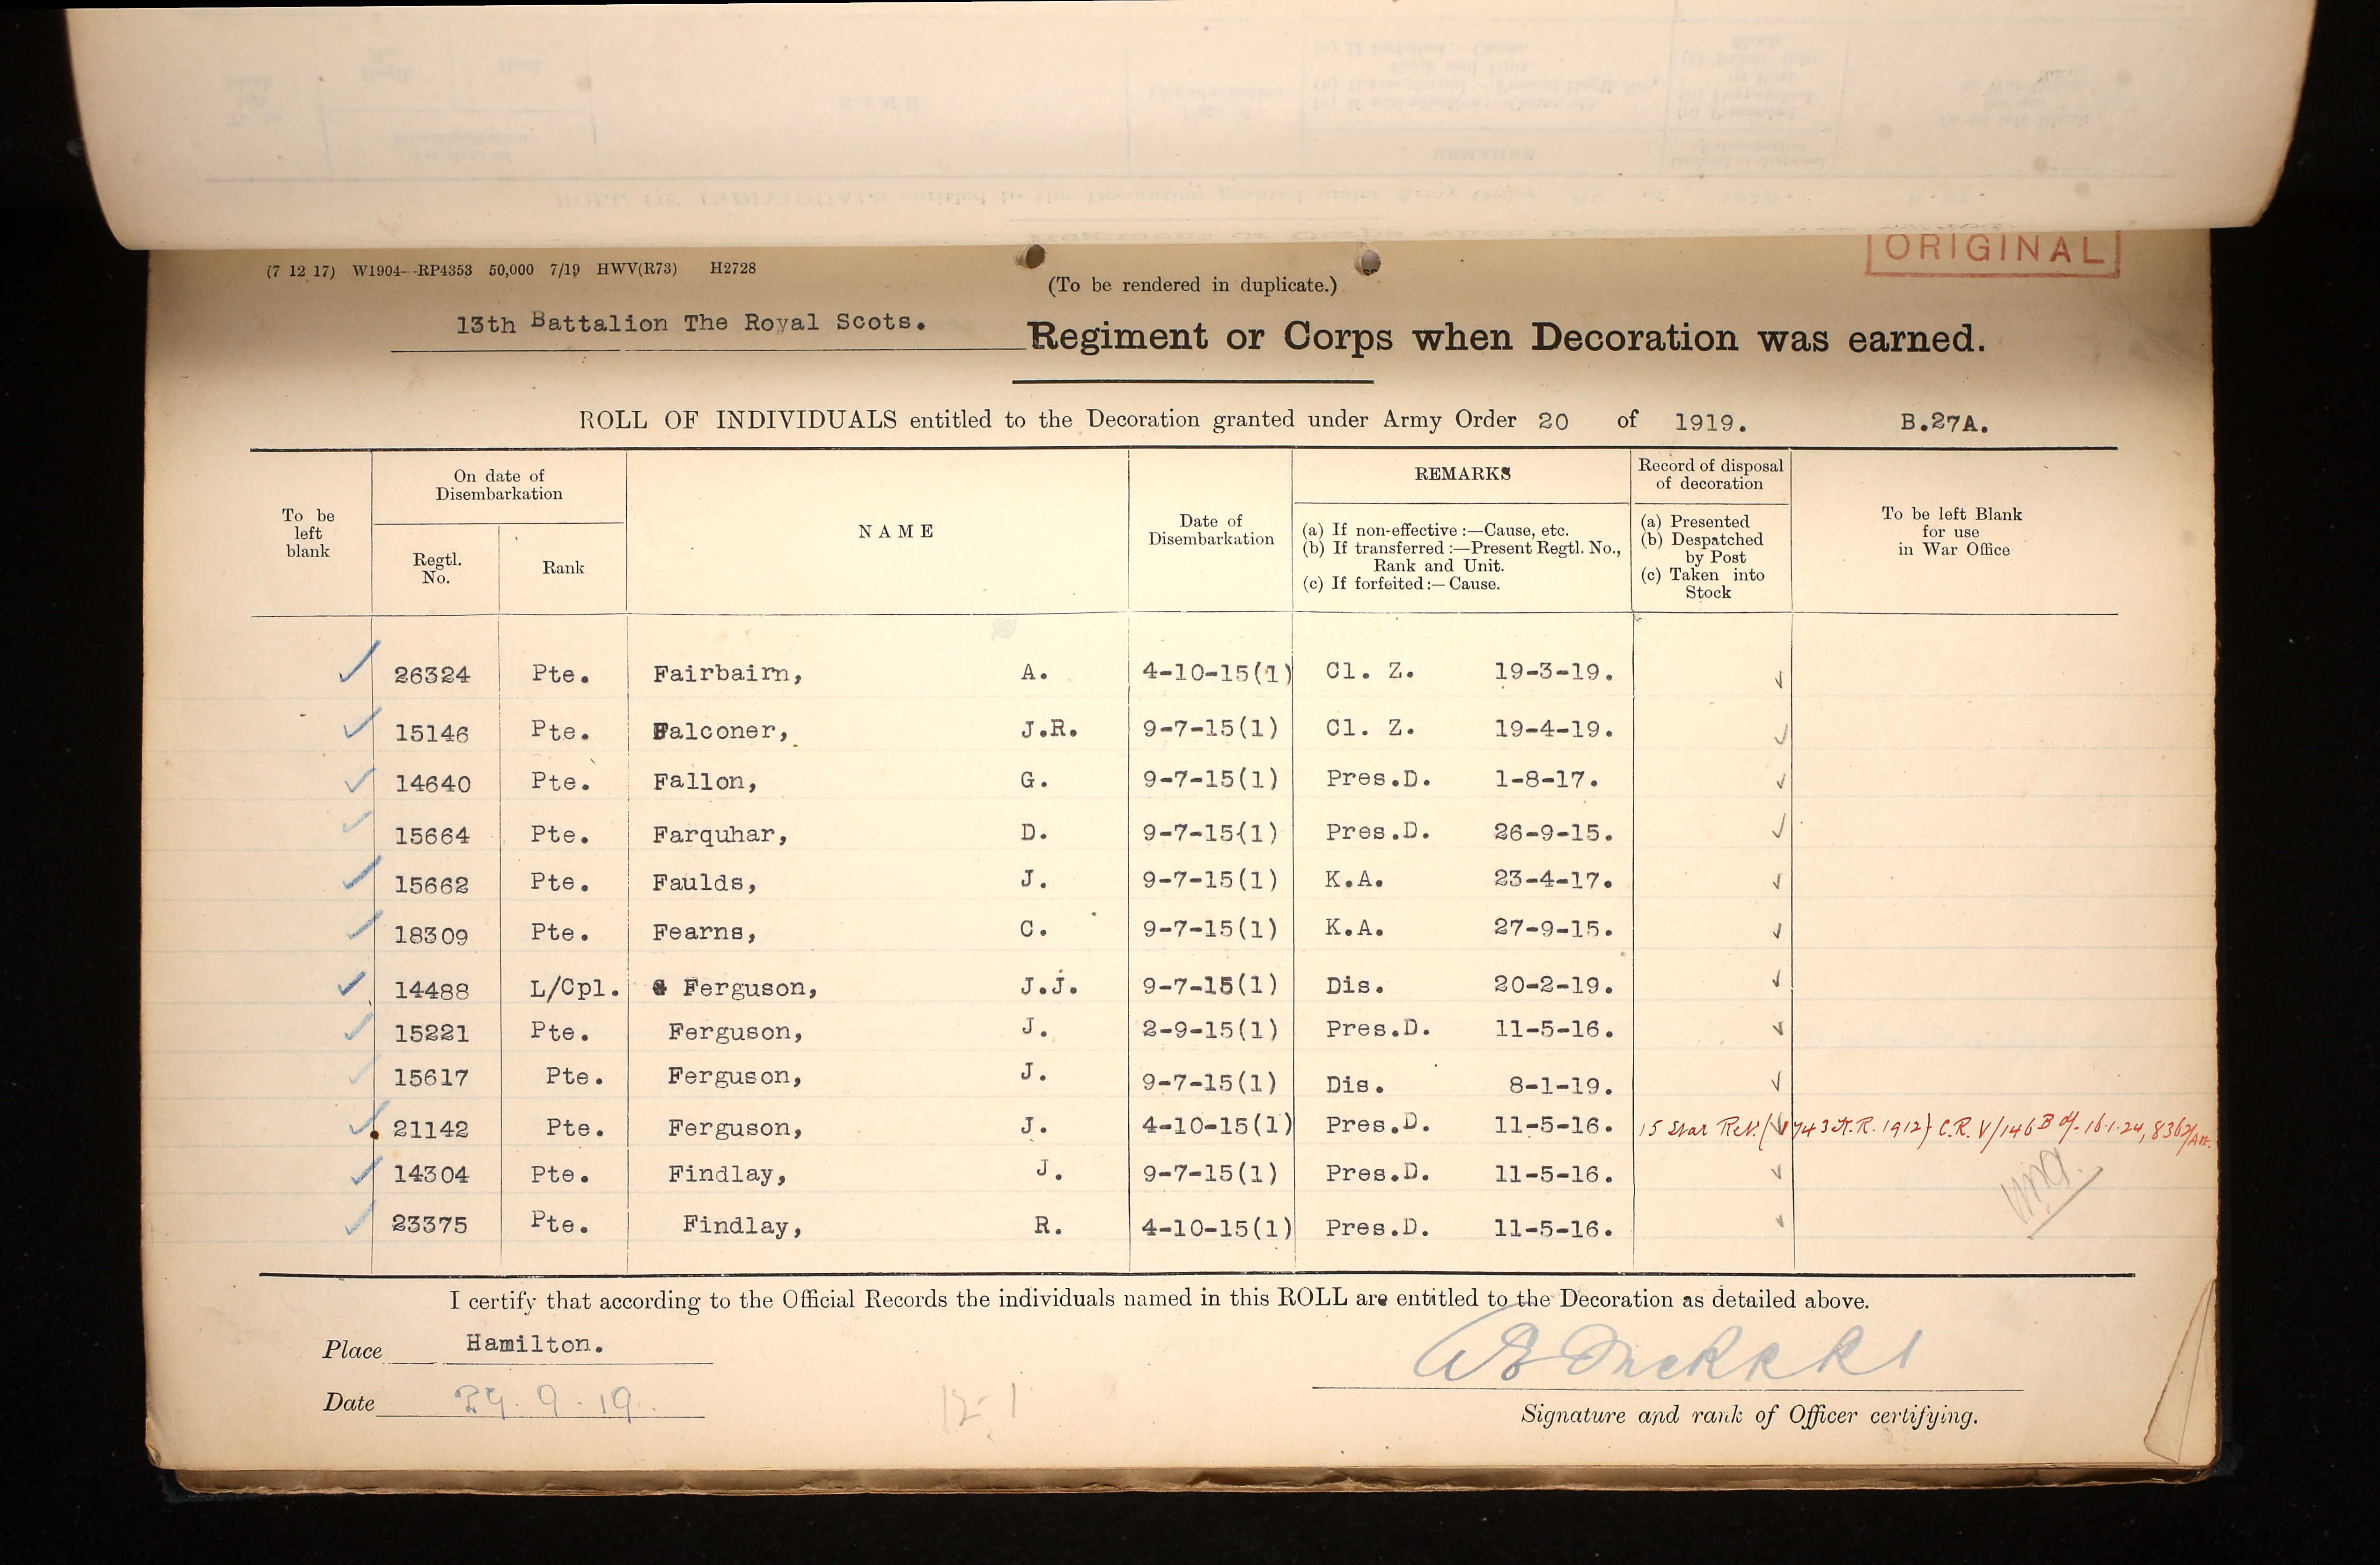 ORIGINAL
(7 12 17) W1904--RP4353 50,000 7/19 HWV(R73) H2728
(To be rendered in duplicate.)
13th Battalion The Royal Scots. Regiment or Corps when Decoration was earned.
ROLL OF INDIVIDUALS entitled to the Decoration granted under Army Order 20 of 1919. B.27A.
To be left blank
On date of Disembarkation
Regtl. No.
Rank
NAME
Date of Disembarkation
REMARKS
(a) If non-effective :—Cause, etc.
(b) If transferred :—Present Regtl. No., Rank and Unit.
(c) If forfeited :— Cause.
Record of disposal of decoration
(a) Presented
(b) Despatched by Post
(c) Taken into Stock
To be left Blank for use in War Office
26324 Pte. Fairbairn, A. 4-10-15(1) Cl. Z. 19-3-19.
15146 Pte. Falconer, J.R. 9-7-15(1) Cl. Z. 19-4-19.
14640 Pte. Fallon, G. 9-7-15(1) Pres.D. 1-8-17.
15664 Pte. Farquhar, D. 9-7-15(1) Pres.D. 26-9-15.
15662 Pte. Faulds, J. 9-7-15(1) K.A. 23-4-17.
18309 Pte. Fearns, C. 9-7-15(1) K.A. 27-9-15.
14488 L/Cpl. Ferguson, J.J. 9-7-15(1) Dis. 20-2-19.
15221 Pte. Ferguson, J. 2-9-15(1) Pres.D. 11-5-16.
15617 Pte. Ferguson, J. 9-7-15(1) Dis. 8-1-19.
21142 Pte. Ferguson, J. 4-10-15(1) Pres.D. 11-5-16. 15 Star Ret. (1743 K.R. 1912) C.R.V/146B d/- 16.1.24,
14304 Pte. Findlay, J. 9-7-15(1) Pres.D. 11-5-16.
23375 Pte. Findlay, R. 4-10-15(1) Pres.D. 11-5-16.
I certify that according to the Official Records the individuals named in this ROLL are entitled to the Decoration as detailed above.
Place Hamilton.
Date 29.9.19.
12-1
Signature and rank of Officer certifying.